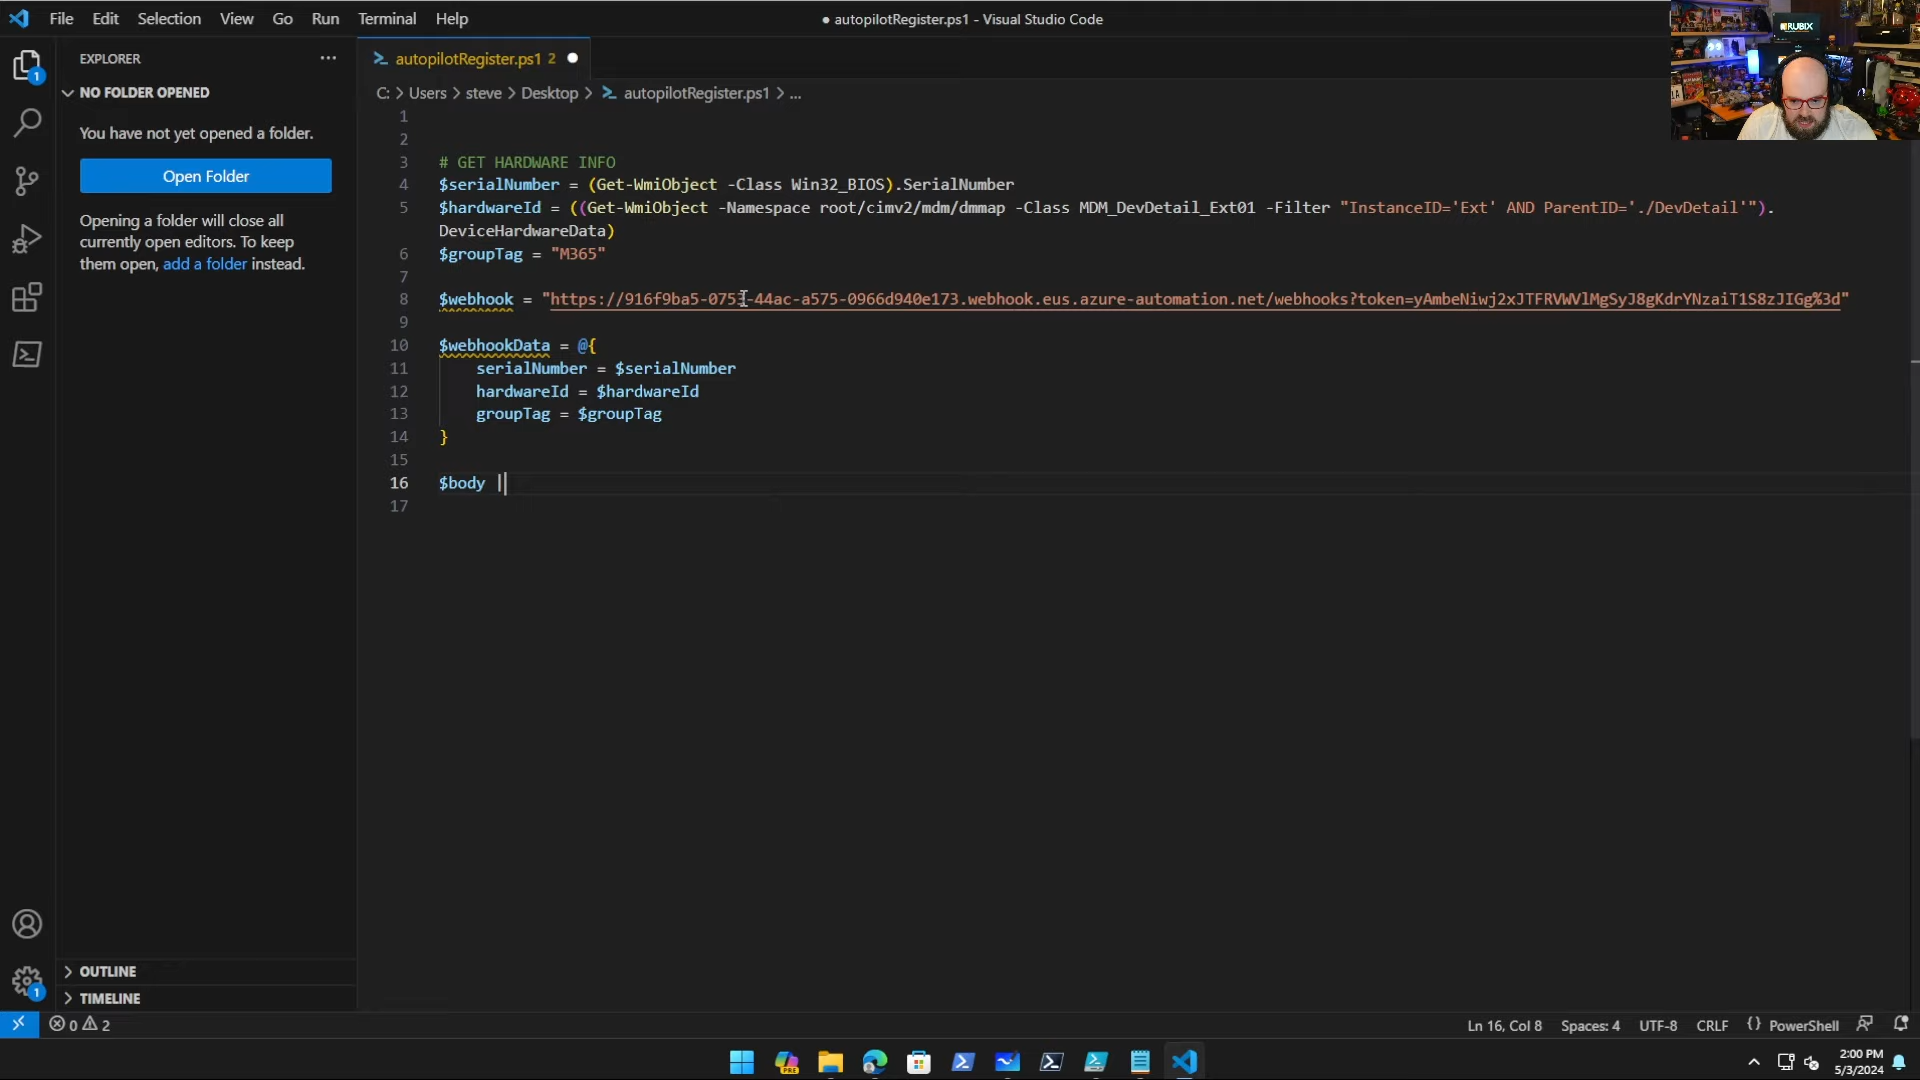 File Edit Selection View Go Run Terminal Help
● autopilotRegister.ps1 - Visual Studio Code
RUBIX
EXPLORER ···
NO FOLDER OPENED
You have not yet opened a folder.
Open Folder
Opening a folder will close all
currently open editors. To keep
them open, add a folder instead.
OUTLINE
TIMELINE
autopilotRegister.ps1 2 ●
C: > Users > steve > Desktop > autopilotRegister.ps1 > ...
1
2
3 # GET HARDWARE INFO
4 $serialNumber = (Get-WmiObject -Class Win32_BIOS).SerialNumber
5 $hardwareId = ((Get-WmiObject -Namespace root/cimv2/mdm/dmmap -Class MDM_DevDetail_Ext01 -Filter "InstanceID='Ext' AND ParentID='./DevDetail'").
DeviceHardwareData)
6 $groupTag = "M365"
7
8 $webhook = "https://916f9ba5-0753-44ac-a575-0966d940e173.webhook.eus.azure-automation.net/webhooks?token=yAmbeNiwj2xJTFRVWVlMgSyJ8gKdrYNzaiT1S8zJIGg%3d"
9
10 $webhookData = @{
11 serialNumber = $serialNumber
12 hardwareId = $hardwareId
13 groupTag = $groupTag
14 }
15
16 $body
17
1
1
0 2
Ln 16, Col 8 Spaces: 4 UTF-8 CRLF {} PowerShell
PRE
2:00 PM
5/3/2024